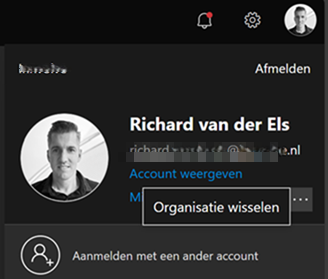 Afmelden
Richard van der Els
Account weergeven
Organisatie wisselen
Aanmelden met een ander account